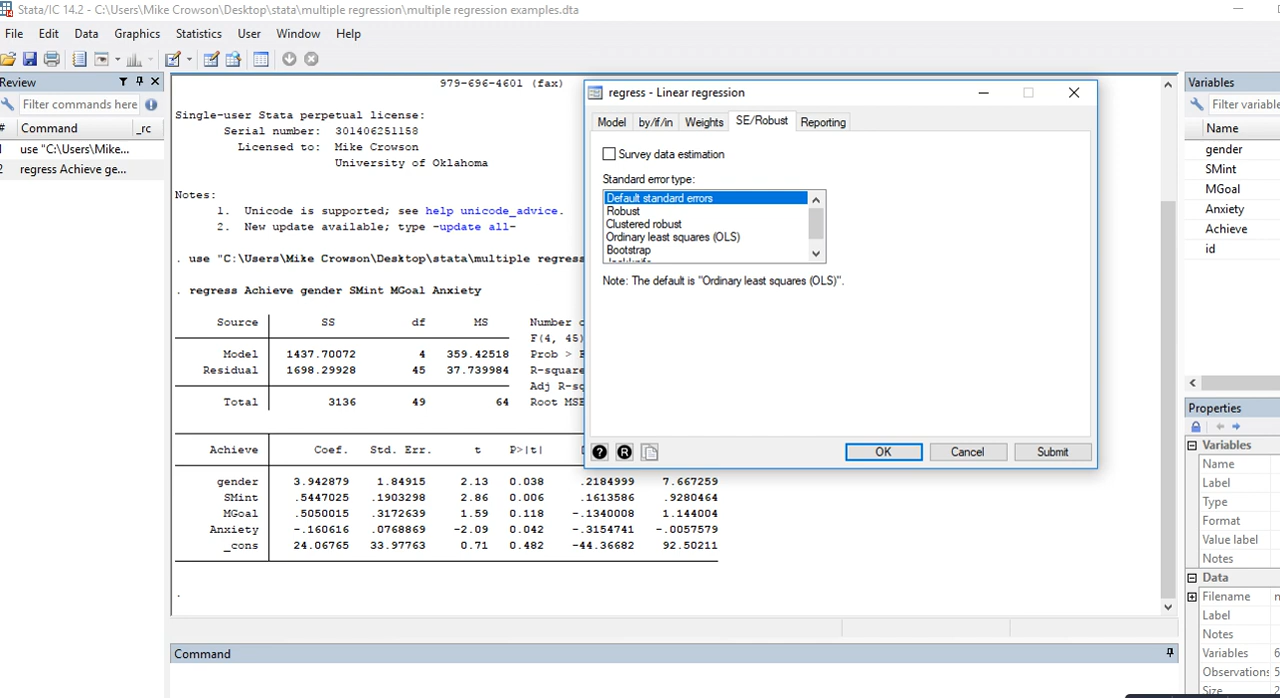 Stata/IC 14.2 - C:\Users\Mike Crowson\Desktop\stata\multiple regression\multiple regression examples.dta
File Edit Data Graphics Statistics User Window Help
Review
Filter commands here
# Command _rc
1 use "C:\Users\Mike...
2 regress Achieve ge...
979-696-4601 (fax)
Single-user Stata perpetual license:
Serial number: 301406251158
Licensed to: Mike Crowson
University of Oklahoma
Notes:
1. Unicode is supported; see help unicode_advice.
2. New update available; type -update all-
. use "C:\Users\Mike Crowson\Desktop\stata\multiple regress
. regress Achieve gender SMint MGoal Anxiety
Source SS df MS Number
F(4, 45)
Model 1437.70072 4 359.42518 Prob >
Residual 1698.29928 45 37.739984 R-square
Adj R-sq
Total 3136 49 64 Root MSE
Achieve Coef. Std. Err. t P>|t|
gender 3.942879 1.84915 2.13 0.038 .2184999 7.667259
SMint .5447025 .1903298 2.86 0.006 .1613586 .9280464
MGoal .5050015 .3172639 1.59 0.118 -.1340008 1.144004
Anxiety -.160616 .0768869 -2.09 0.042 -.3154741 -.0057579
_cons 24.06765 33.97763 0.71 0.482 -44.36682 92.50211
.
Command
regress - Linear regression
Model by/if/in Weights SE/Robust Reporting
Survey data estimation
Standard error type:
Default standard errors
Robust
Clustered robust
Ordinary least squares (OLS)
Bootstrap
Note: The default is "Ordinary least squares (OLS)".
OK Cancel Submit
Variables
Filter variable
Name
gender
SMint
MGoal
Anxiety
Achieve
id
Properties
Variables
Name
Label
Type
Format
Value label
Notes
Data
Filename
Label
Notes
Variables 6
Observations 5
Size